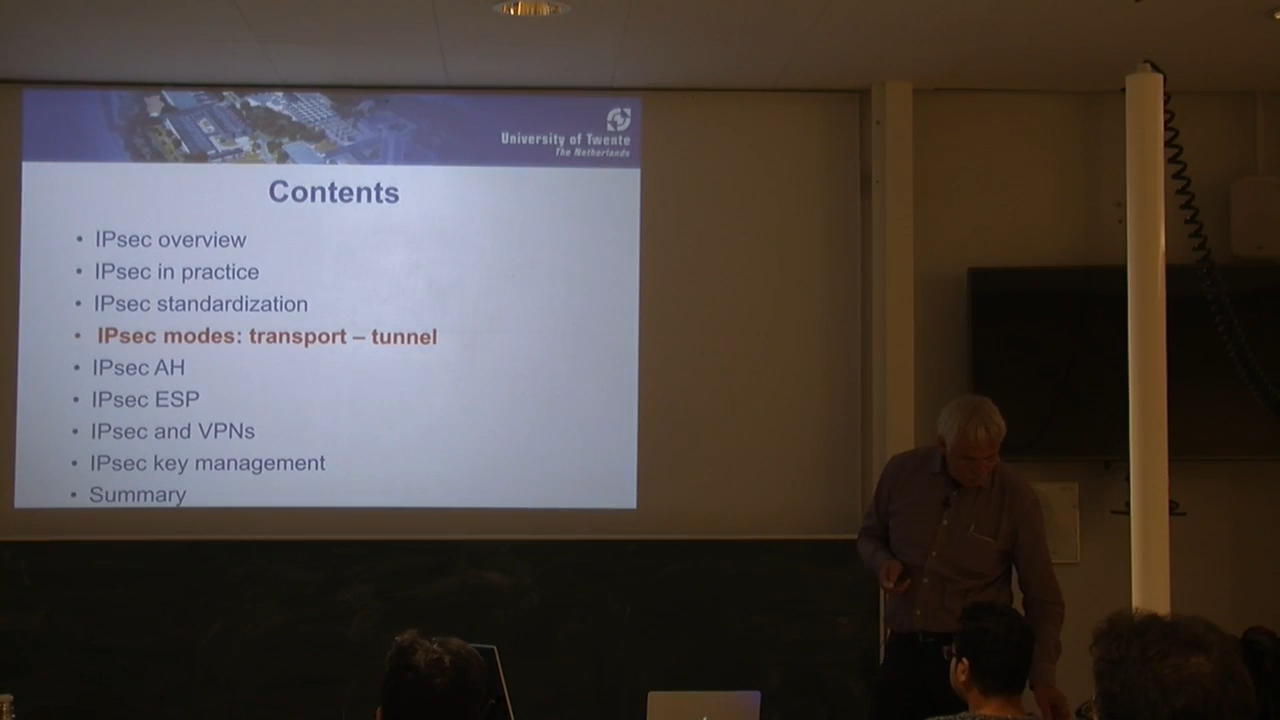 University of Twente
The Netherlands
Contents
• IPsec overview
• IPsec in practice
• IPsec standardization
• IPsec modes: transport – tunnel
• IPsec AH
• IPsec ESP
• IPsec and VPNs
• IPsec key management
• Summary